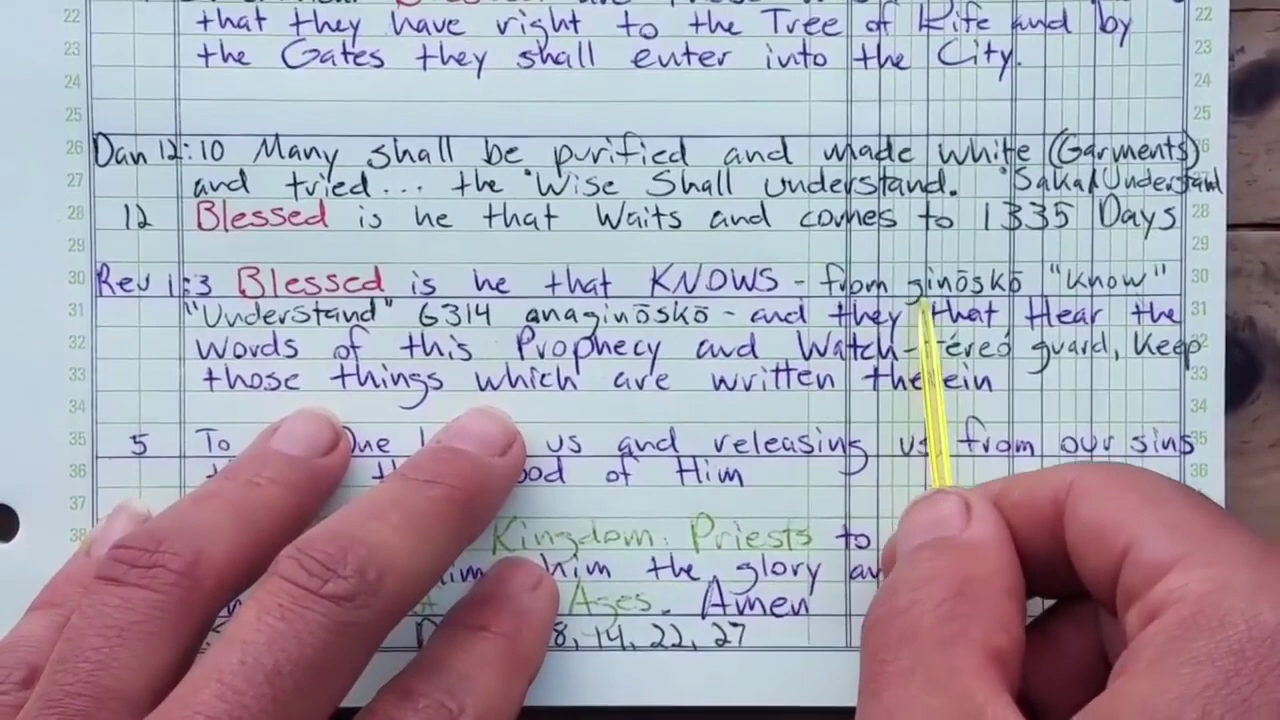 22 that they have right to the Tree of Life and by 22
23 the Gates they shall enter into the City. 23
24 24
25 25
26 Dan 12:10 Many shall be purified and made white (Garments) 26
27 and tried... the "Wise Shall Understand. "Sakal Understand
28 12 Blessed is he that Waits and comes to 1335 Days 28
29 29
30 Rev 1:3 Blessed is he that KNOWS - from ginōskō "Know" 30
31 "Understand" 6314 anaginōskō - and they that Hear the 31
32 Words of this Prophecy and Watch - téreó guard, Keep 32
33 those things which are written therein 33
34 34
35 5 To One us and releasing us from our sins 35
36 of Him 36
37
38 Kingdom: Priests to
him the glory
Ages. Amen
8, 14, 22, 27